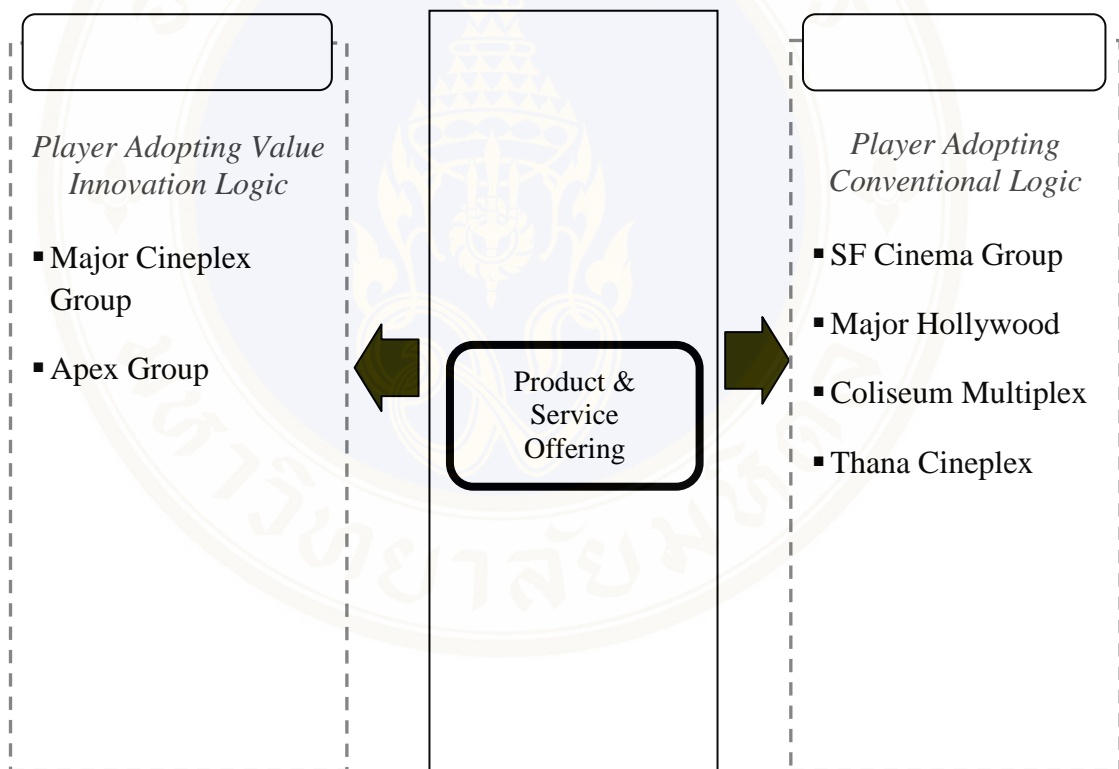 Player Adopting Value
Innovation Logic
▪ Major Cineplex
Group
▪ Apex Group
Product &
Service
Offering
Player Adopting
Conventional Logic
▪ SF Cinema Group
▪ Major Hollywood
▪ Coliseum Multiplex
▪ Thana Cineplex